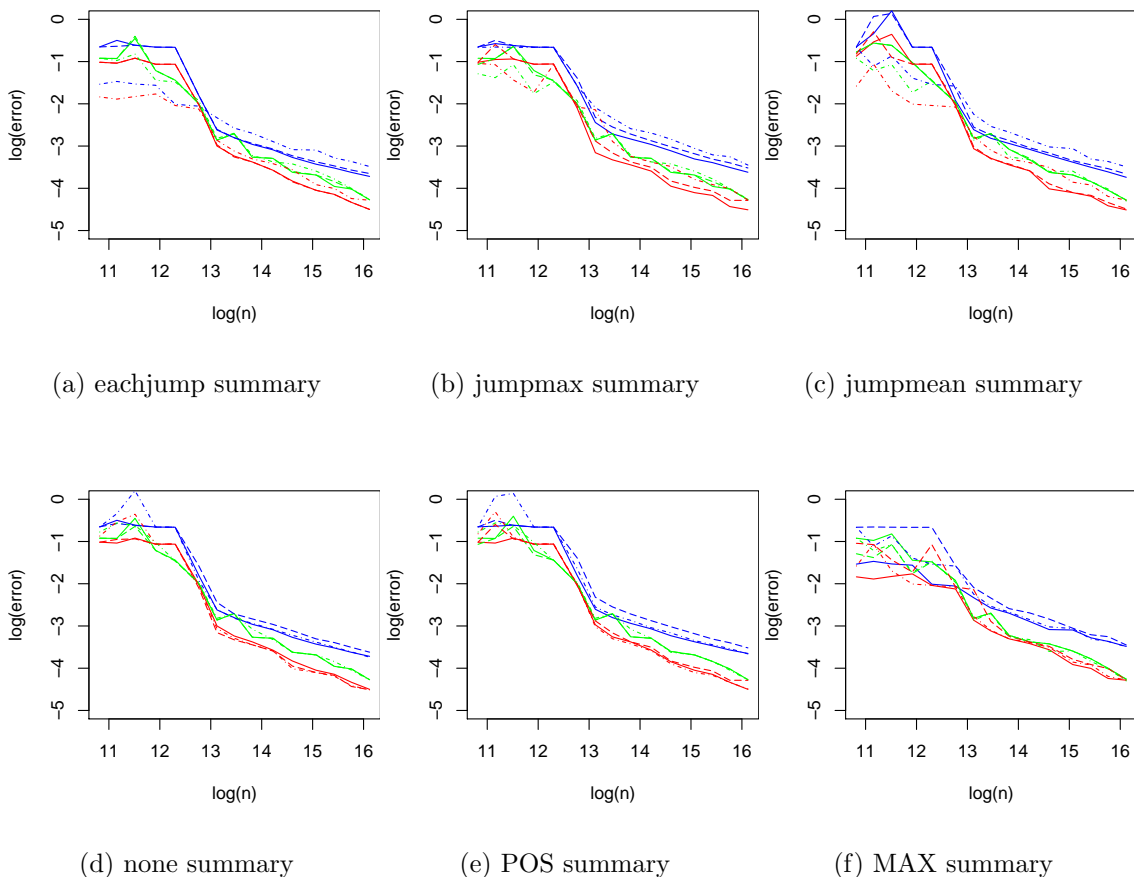 0
-1
-2
-3
-4
-5
log(error)
11 12 13 14 15 16
log(n)
(a) eachjump summary
0
-1
-2
-3
-4
-5
log(error)
11 12 13 14 15 16
log(n)
(b) jumpmax summary
0
-1
-2
-3
-4
-5
log(error)
11 12 13 14 15 16
log(n)
(c) jumpmean summary
0
-1
-2
-3
-4
-5
log(error)
11 12 13 14 15 16
log(n)
(d) none summary
0
-1
-2
-3
-4
-5
log(error)
11 12 13 14 15 16
log(n)
(e) POS summary
0
-1
-2
-3
-4
-5
log(error)
11 12 13 14 15 16
log(n)
(f) MAX summary